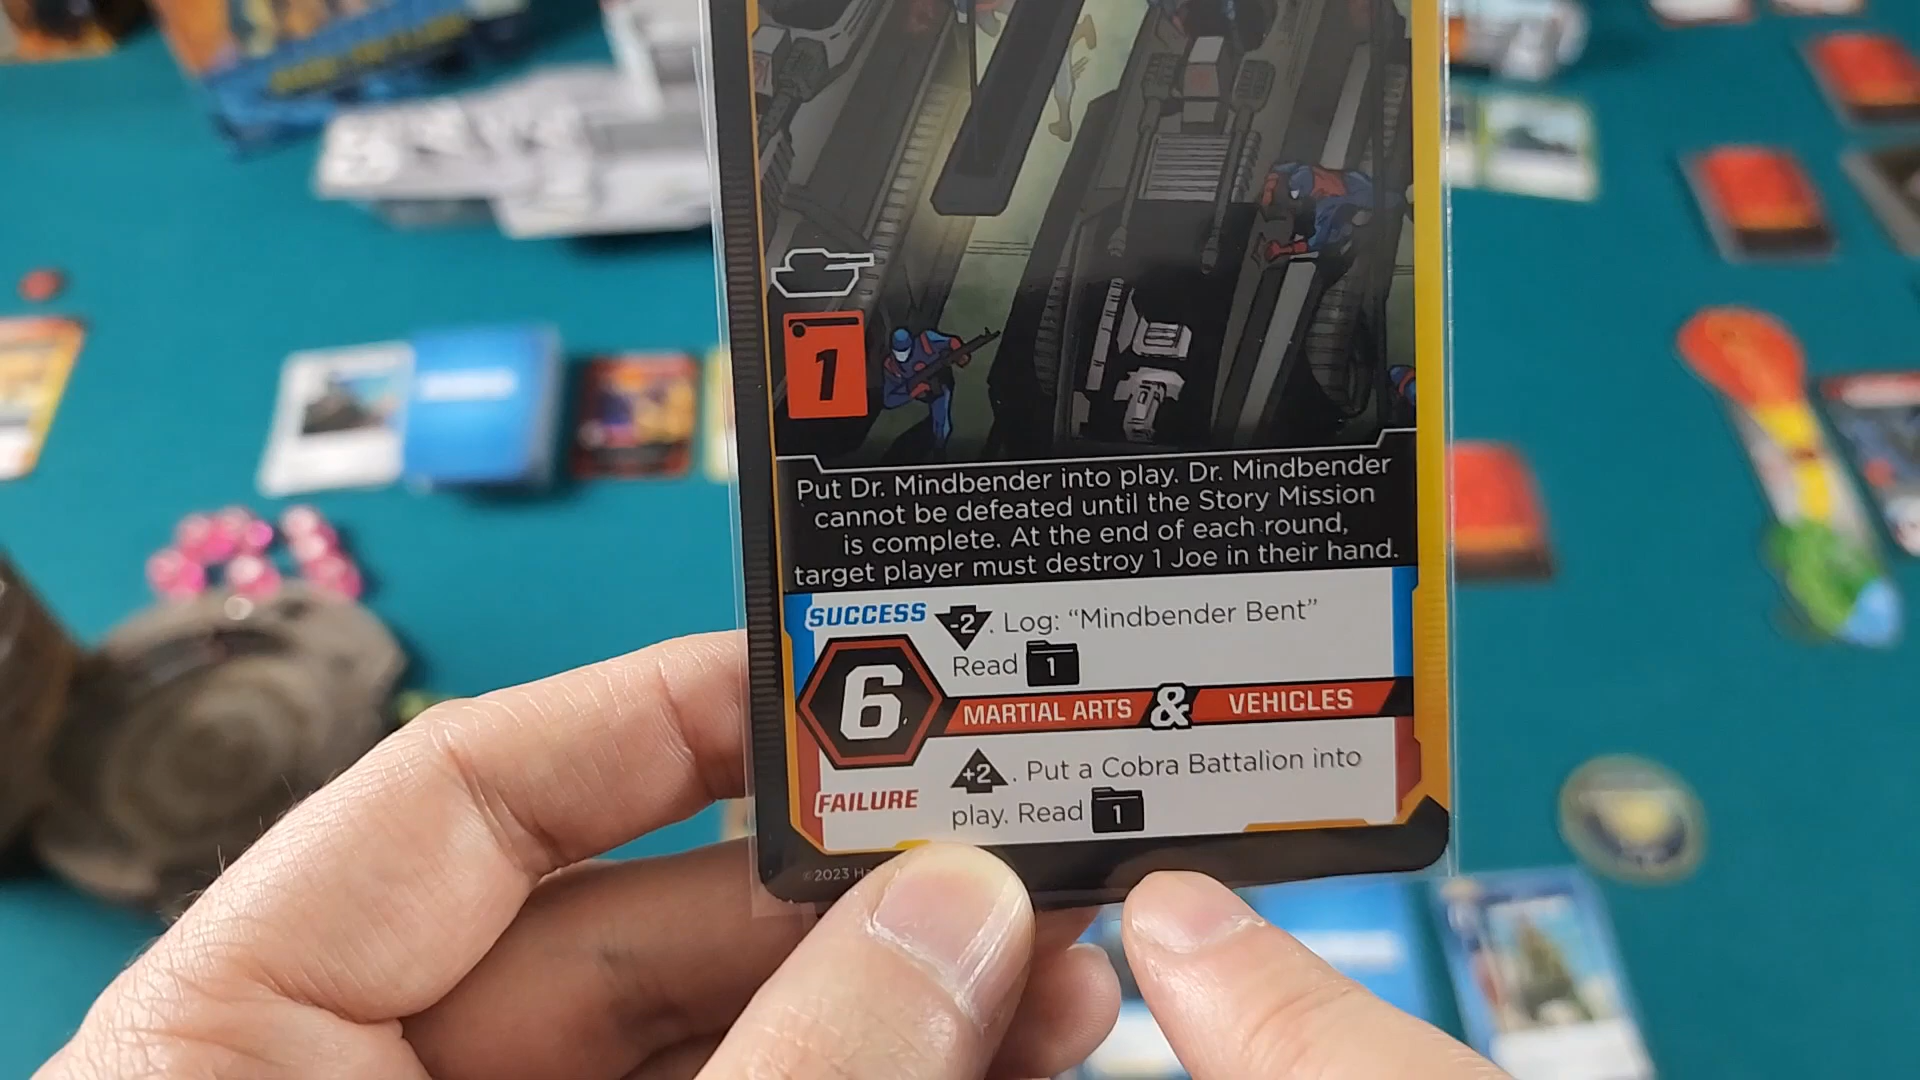 1
Put Dr. Mindbender into play. Dr. Mindbender
cannot be defeated until the Story Mission
is complete. At the end of each round,
target player must destroy 1 Joe in their hand.
SUCCESS -2. Log: “Mindbender Bent”
Read 1
6 MARTIAL ARTS & VEHICLES
+2. Put a Cobra Battalion into
FAILURE play. Read 1
©2023